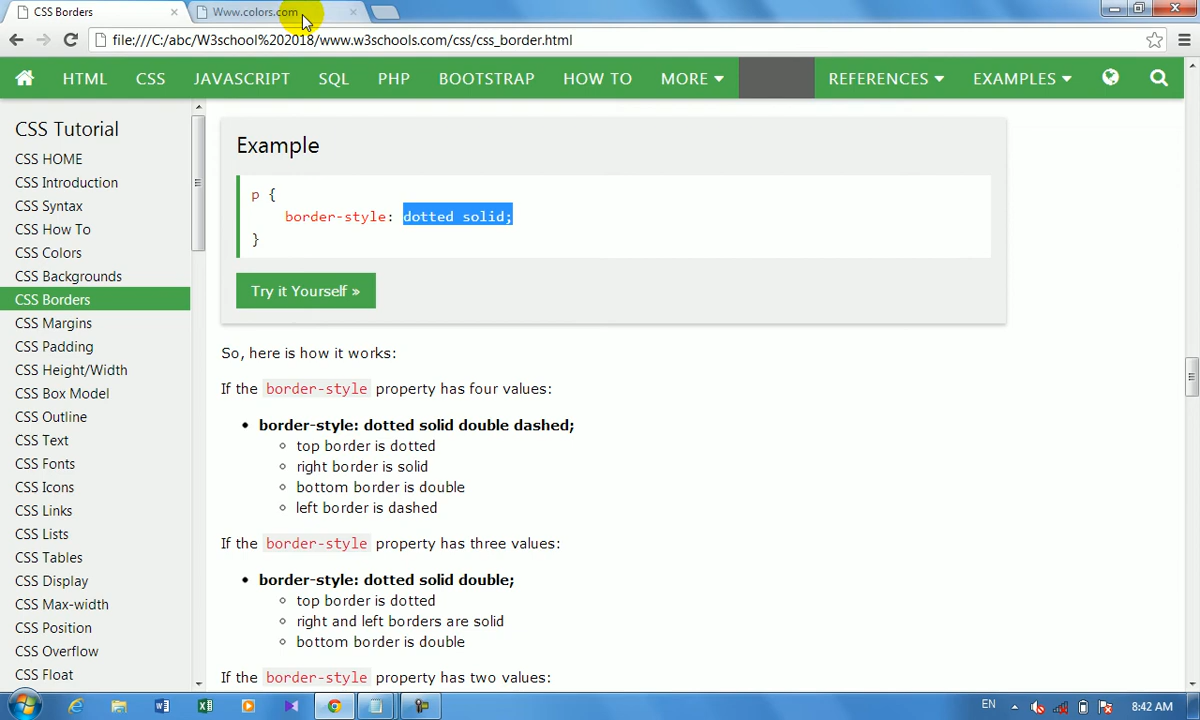 CSS Borders
Www.colors.com
file:///C:/abc/W3school%202018/www.w3schools.com/css/css_border.html
HTML CSS JAVASCRIPT SQL PHP BOOTSTRAP HOW TO MORE REFERENCES EXAMPLES
CSS Tutorial
CSS HOME
CSS Introduction
CSS Syntax
CSS How To
CSS Colors
CSS Backgrounds
CSS Borders
CSS Margins
CSS Padding
CSS Height/Width
CSS Box Model
CSS Outline
CSS Text
CSS Fonts
CSS Icons
CSS Links
CSS Lists
CSS Tables
CSS Display
CSS Max-width
CSS Position
CSS Overflow
CSS Float
Example
p {
border-style: dotted solid;
}
Try it Yourself »
So, here is how it works:
If the border-style property has four values:
• border-style: dotted solid double dashed;
○ top border is dotted
○ right border is solid
○ bottom border is double
○ left border is dashed
If the border-style property has three values:
• border-style: dotted solid double;
○ top border is dotted
○ right and left borders are solid
○ bottom border is double
If the border-style property has two values:
EN
8:42 AM